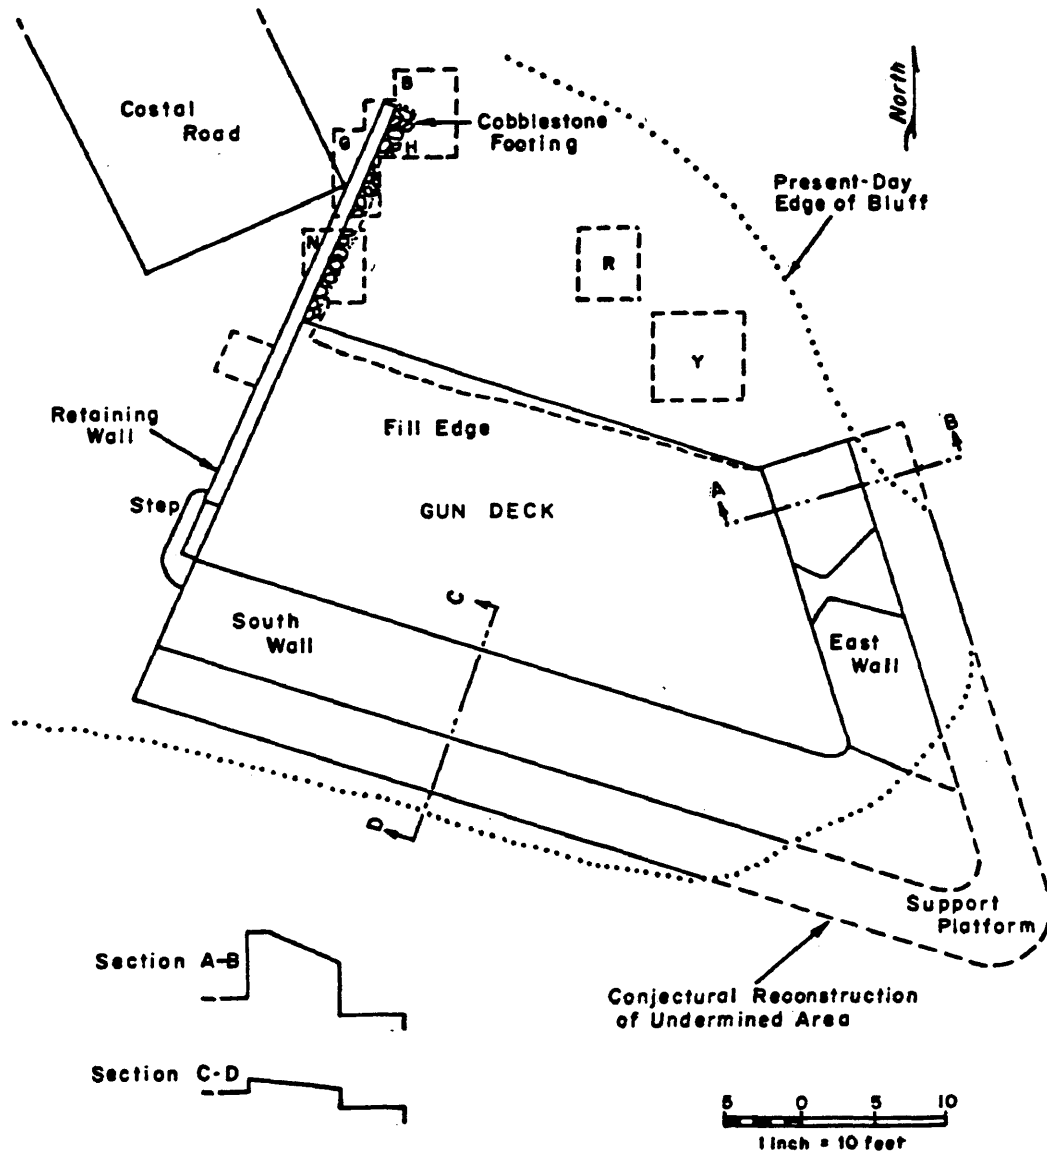 Costal
Road
B
North
G
Cobblestone
Footing
H
Present-Day
Edge of Bluff
N
R
Y
Retaining
Wall
Fill Edge
B
A
Step
GUN DECK
C
South
Wall
East
Wall
D
Support
Platform
Section A-B
Conjectural Reconstruction
of Undermined Area
Section C-D
5 0 5 10
1 inch = 10 feet